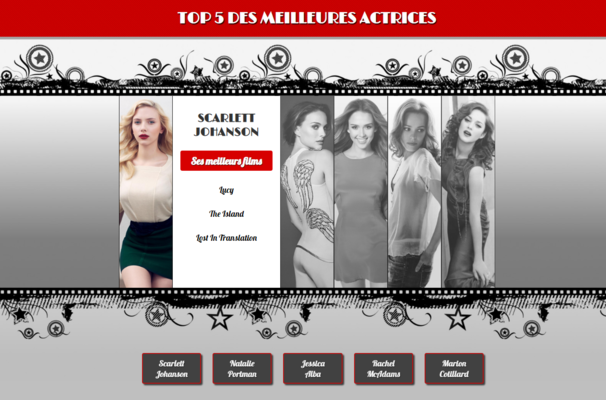 TOP 5 DES MEILLEURES ACTRICES
SCARLETT
JOHANSON
Ses meilleurs films
Lucy
The Island
Lost In Translation
Scarlett
Johanson
Natalie
Portman
Jessica
Alba
Rachel
McAdams
Marion
Cotillard